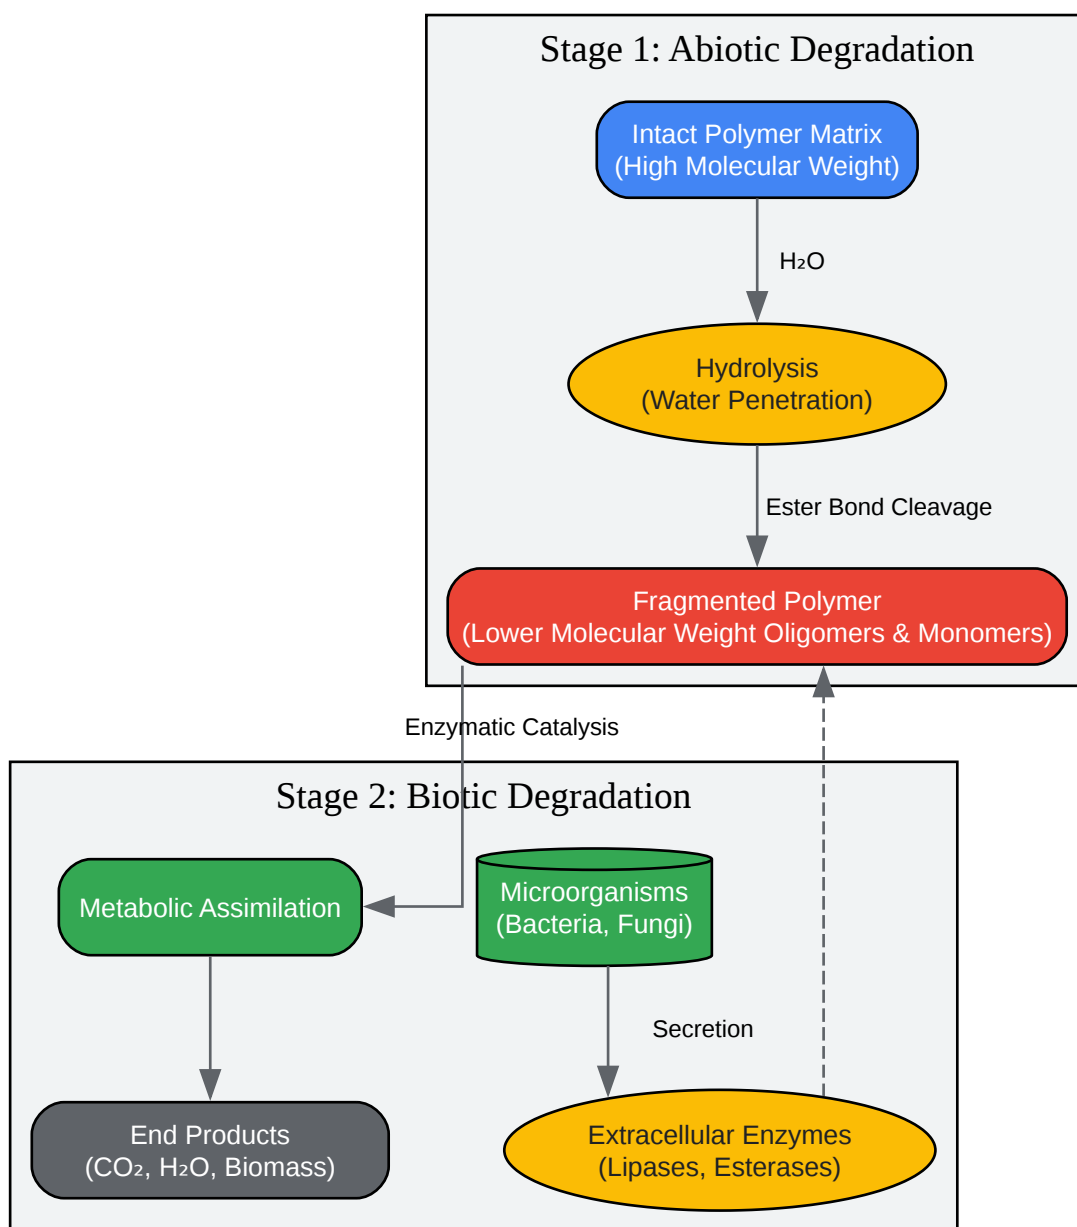 Stage 1: Abiotic Degradation
Intact Polymer Matrix
(High Molecular Weight)
H₂O
Hydrolysis
(Water Penetration)
Ester Bond Cleavage
Fragmented Polymer
(Lower Molecular Weight Oligomers & Monomers)
Enzymatic Catalysis
Stage 2: Biotic Degradation
Metabolic Assimilation
Microorganisms
(Bacteria, Fungi)
Secretion
End Products
(CO₂, H₂O, Biomass)
Extracellular Enzymes
(Lipases, Esterases)